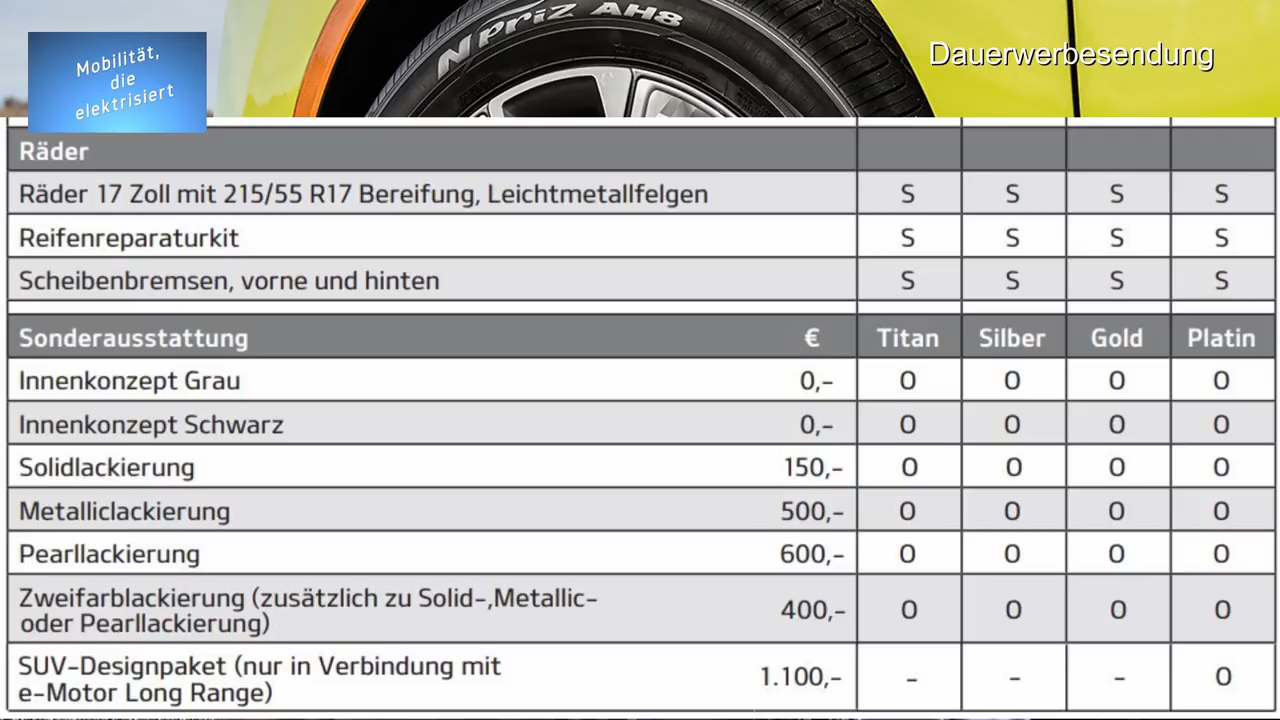 NPriz AH8
Dauerwerbesendung
Mobilität,
die
elektrisiert
Räder
Räder 17 Zoll mit 215/55 R17 Bereifung, Leichtmetallfelgen S S S S
Reifenreparaturkit S S S S
Scheibenbremsen, vorne und hinten S S S S
Sonderausstattung € Titan Silber Gold Platin
Innenkonzept Grau 0,– O O O O
Innenkonzept Schwarz 0,– O O O O
Solidlackierung 150,– O O O O
Metalliclackierung 500,– O O O O
Pearllackierung 600,– O O O O
Zweifarblackierung (zusätzlich zu Solid-,Metallic-
oder Pearllackierung) 400,– O O O O
SUV-Designpaket (nur in Verbindung mit
e-Motor Long Range) 1.100,– – – – O